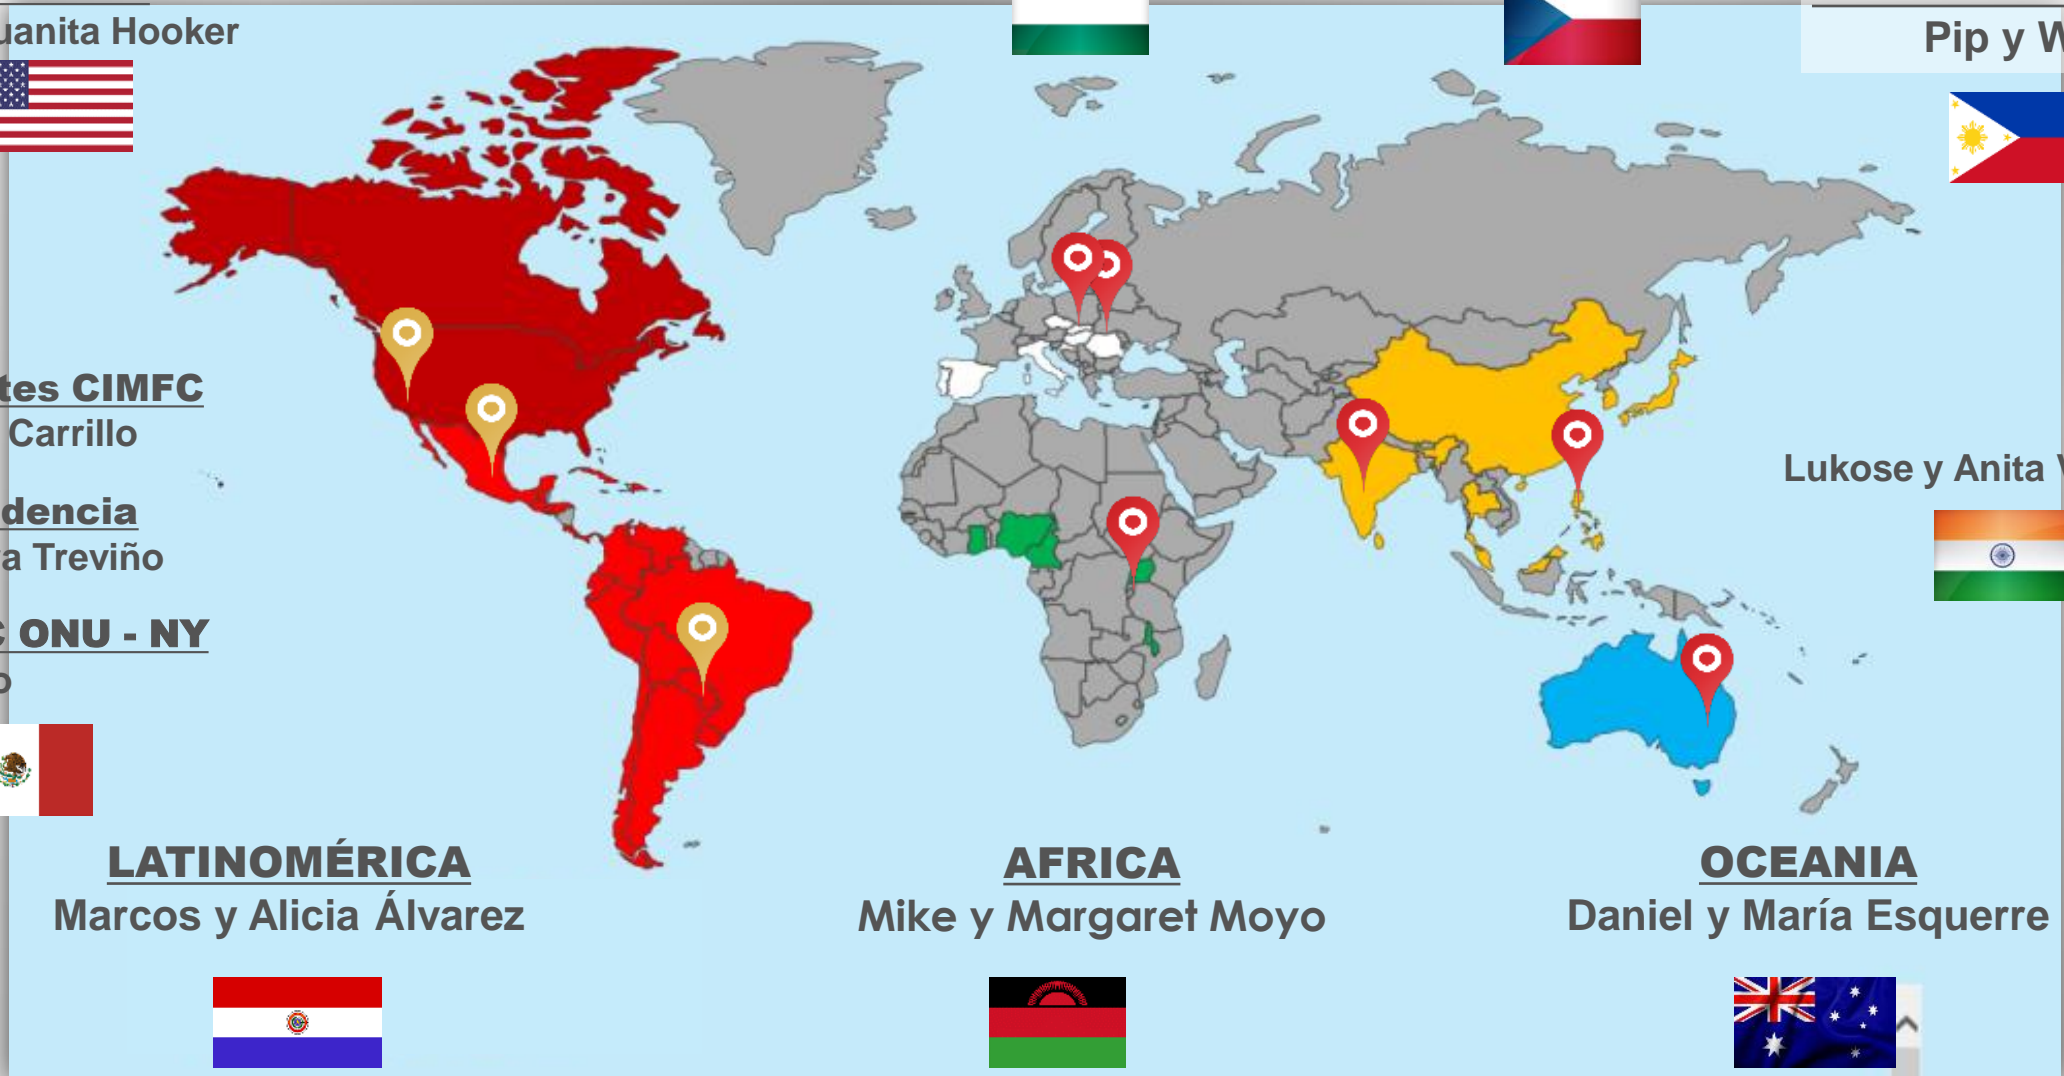 uanita Hooker
Pip y W
tes CIMFC
Carrillo
dencia
a Treviño
ONU - NY
o
Lukose y Anita
LATINOMÉRICA
Marcos y Alicia Álvarez
AFRICA
Mike y Margaret Moyo
OCEANIA
Daniel y María Esquerre